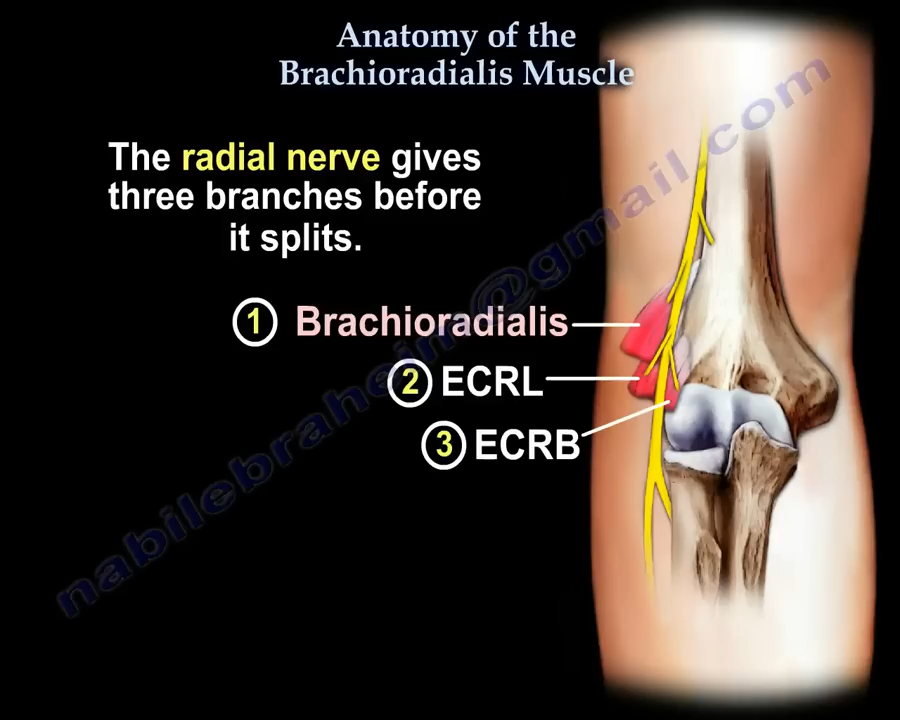 Anatomy of the
Brachioradialis Muscle
The radial nerve gives
three branches before
it splits.
1 Brachioradialis
2 ECRL
3 ECRB
nabilebraheim@gmail.com